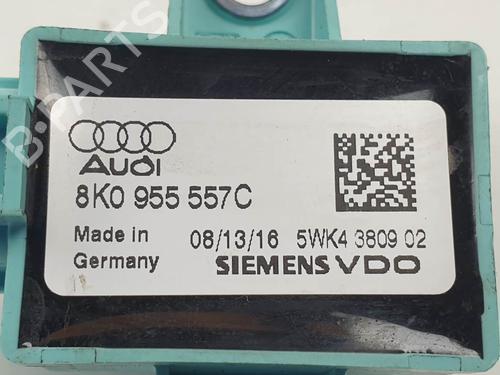 Audi
8K0 955 557C
Made in Germany
08/13/16 5WK4 3809 02
SIEMENS VDO
B-PARTS